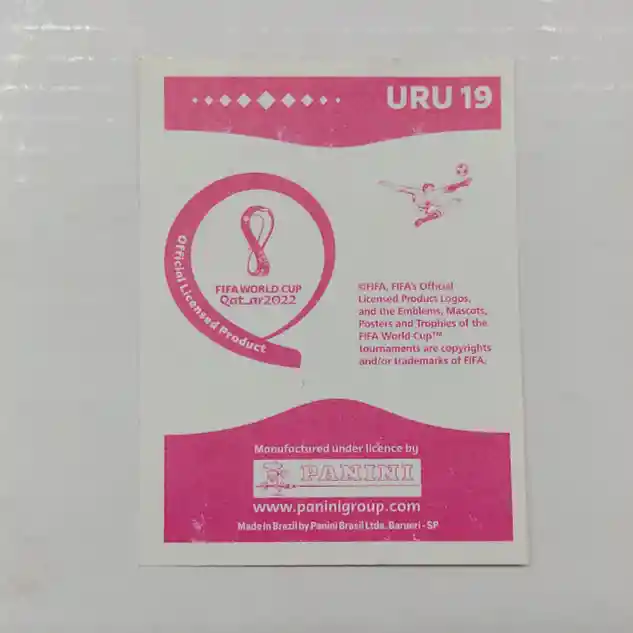 URU 19
Official Licensed Product
FIFA WORLD CUP
Qat_ar2022
©FIFA, FIFA's Official
Licensed Product Logos,
and the Emblems, Mascots,
Posters and Trophies of the
FIFA World Cup™
tournaments are copyrights
and/or trademarks of FIFA.
Manufactured under licence by
PANINI
www.paninigroup.com
Made in Brazil by Panini Brasil Ltda. Barueri - SP